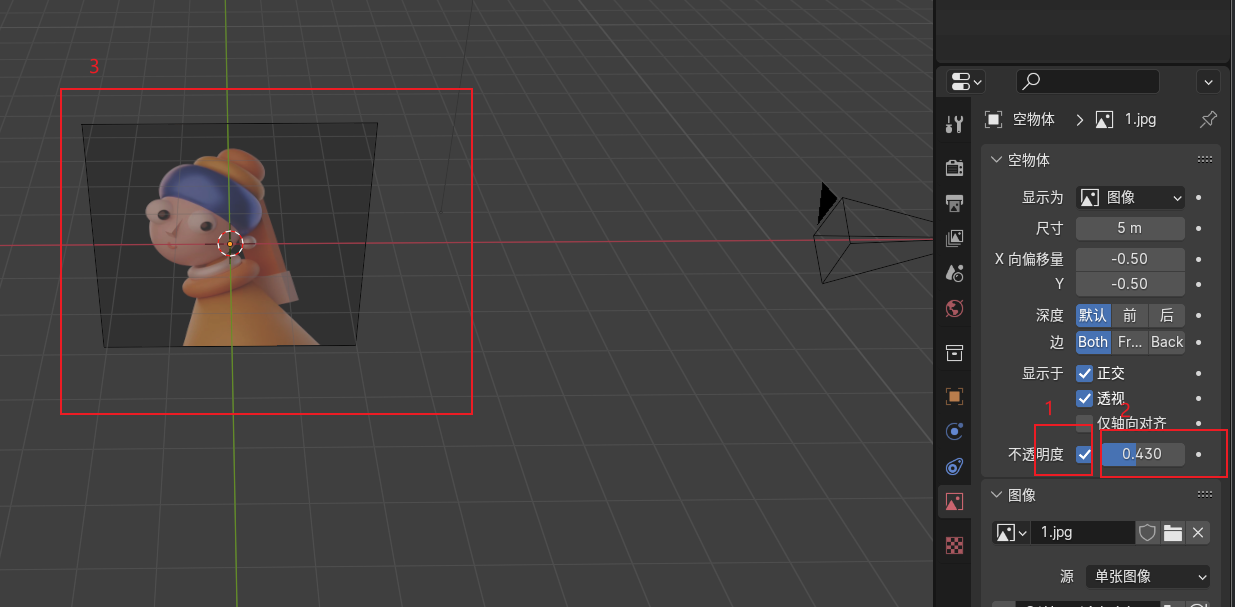 3
空物体 1.jpg
空物体
显示为 图像
尺寸 5 m
X 向偏移量 -0.50
Y -0.50
深度 默认 前 后
边 Both Fr... Back
显示于 正交
透视
1 2
仅轴向对齐
不透明度 0.430
图像
1.jpg
源 单张图像